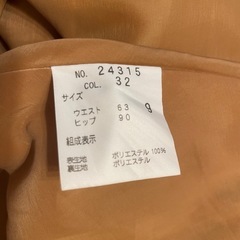 NO. 24315
COL. 32
サイズ
ウエスト 63 9
ヒップ 90
組成表示
表生地 ポリエステル 100%
裏生地 ポリエステル